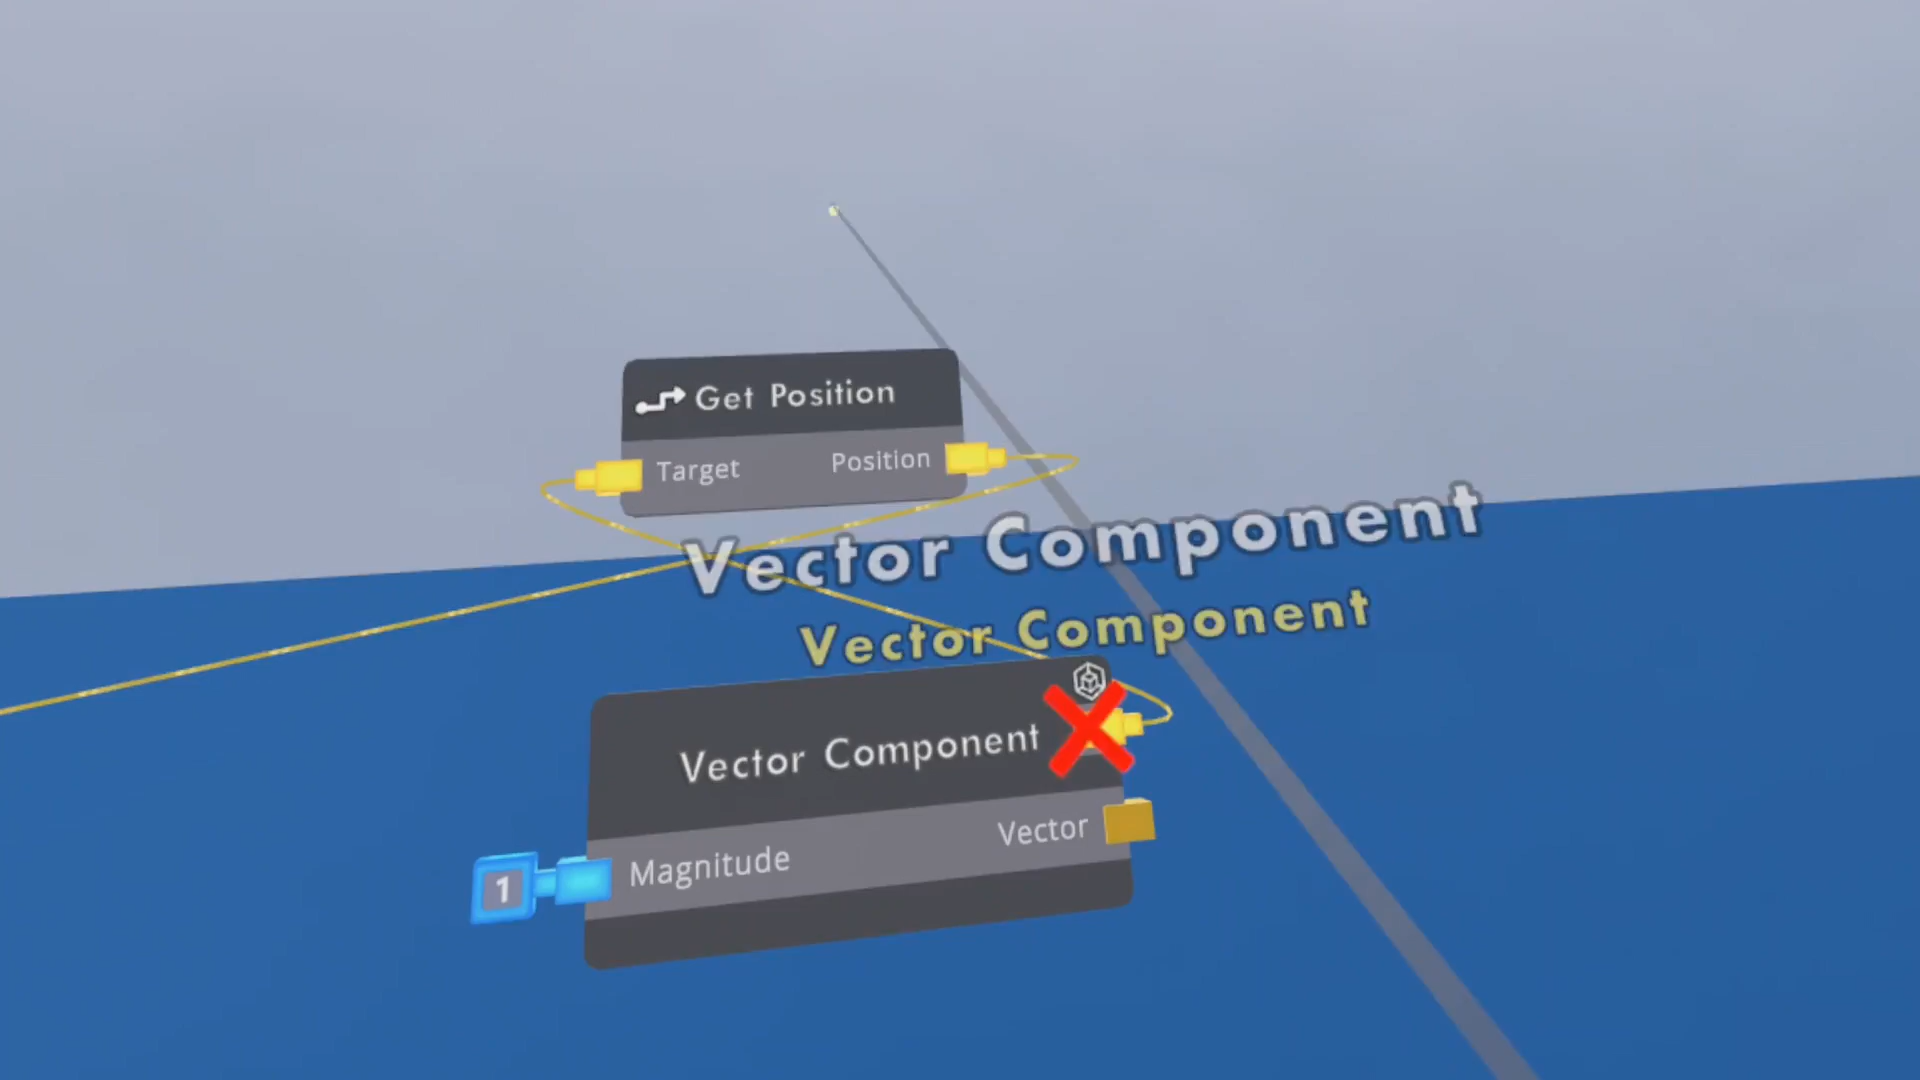 Get Position
Target Position
Vector Component
Vector Component
Vector Component
Vector
1 Magnitude